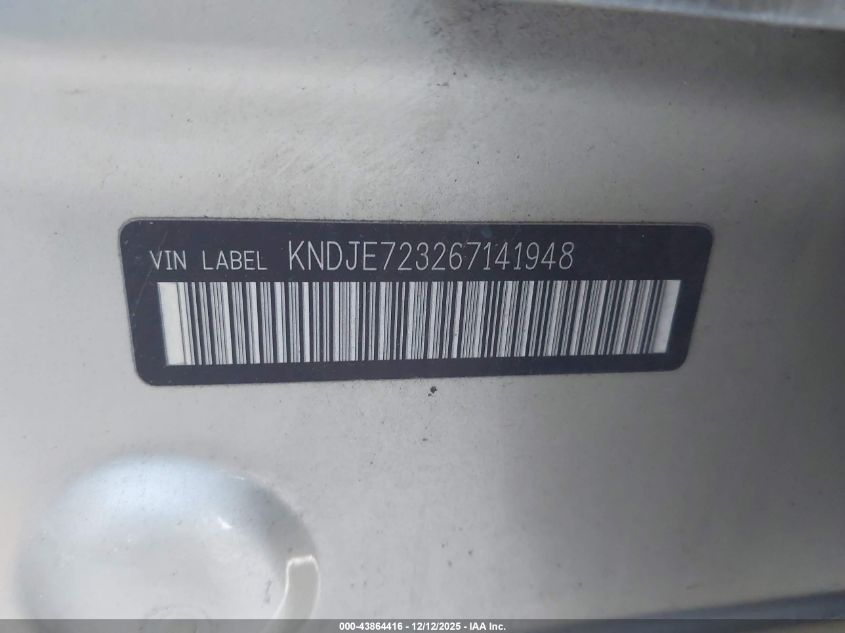 VIN LABEL KNDJE723267141948
000-43864416 - 12/12/2025 - IAA Inc.